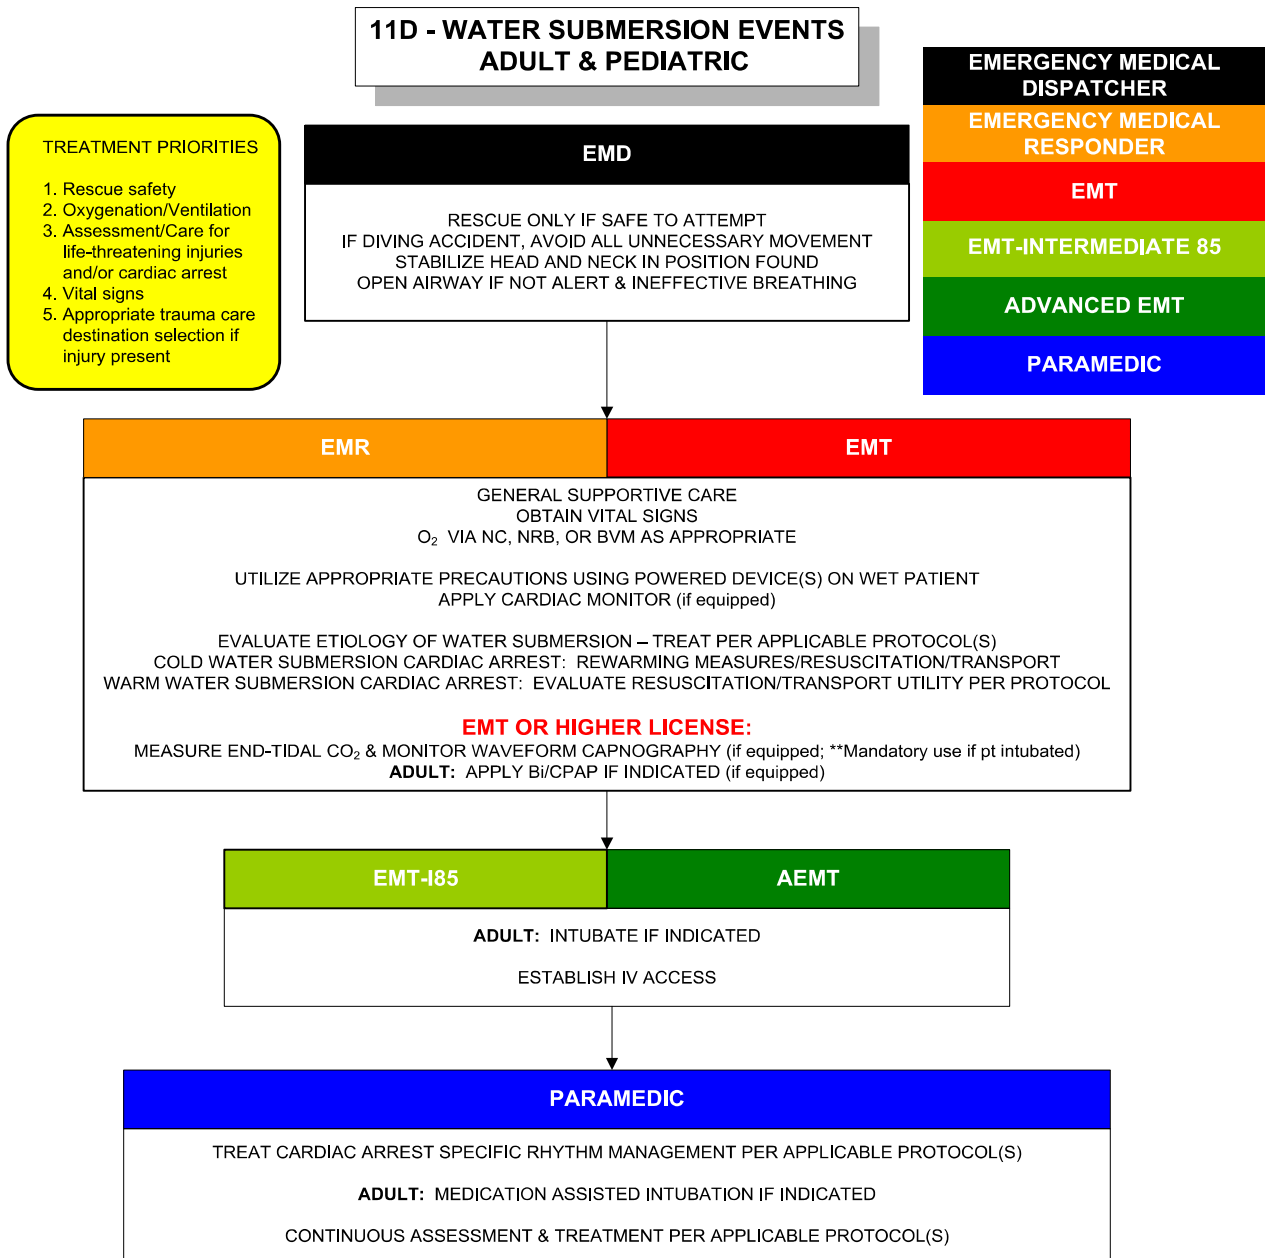 11D - WATER SUBMERSION EVENTS
ADULT & PEDIATRIC
EMERGENCY MEDICAL
DISPATCHER
EMERGENCY MEDICAL
RESPONDER
EMT
EMT-INTERMEDIATE 85
ADVANCED EMT
PARAMEDIC
TREATMENT PRIORITIES
1. Rescue safety
2. Oxygenation/Ventilation
3. Assessment/Care for
life-threatening injuries
and/or cardiac arrest
4. Vital signs
5. Appropriate trauma care
destination selection if
injury present
EMD
RESCUE ONLY IF SAFE TO ATTEMPT
IF DIVING ACCIDENT, AVOID ALL UNNECESSARY MOVEMENT
STABILIZE HEAD AND NECK IN POSITION FOUND
OPEN AIRWAY IF NOT ALERT & INEFFECTIVE BREATHING
EMR
EMT
GENERAL SUPPORTIVE CARE
OBTAIN VITAL SIGNS
O₂ VIA NC, NRB, OR BVM AS APPROPRIATE
UTILIZE APPROPRIATE PRECAUTIONS USING POWERED DEVICE(S) ON WET PATIENT
APPLY CARDIAC MONITOR (if equipped)
EVALUATE ETIOLOGY OF WATER SUBMERSION – TREAT PER APPLICABLE PROTOCOL(S)
COLD WATER SUBMERSION CARDIAC ARREST: REWARMING MEASURES/RESUSCITATION/TRANSPORT
WARM WATER SUBMERSION CARDIAC ARREST: EVALUATE RESUSCITATION/TRANSPORT UTILITY PER PROTOCOL
EMT OR HIGHER LICENSE:
MEASURE END-TIDAL CO₂ & MONITOR WAVEFORM CAPNOGRAPHY (if equipped; **Mandatory use if pt intubated)
ADULT: APPLY Bi/CPAP IF INDICATED (if equipped)
EMT-I85
AEMT
ADULT: INTUBATE IF INDICATED
ESTABLISH IV ACCESS
PARAMEDIC
TREAT CARDIAC ARREST SPECIFIC RHYTHM MANAGEMENT PER APPLICABLE PROTOCOL(S)
ADULT: MEDICATION ASSISTED INTUBATION IF INDICATED
CONTINUOUS ASSESSMENT & TREATMENT PER APPLICABLE PROTOCOL(S)